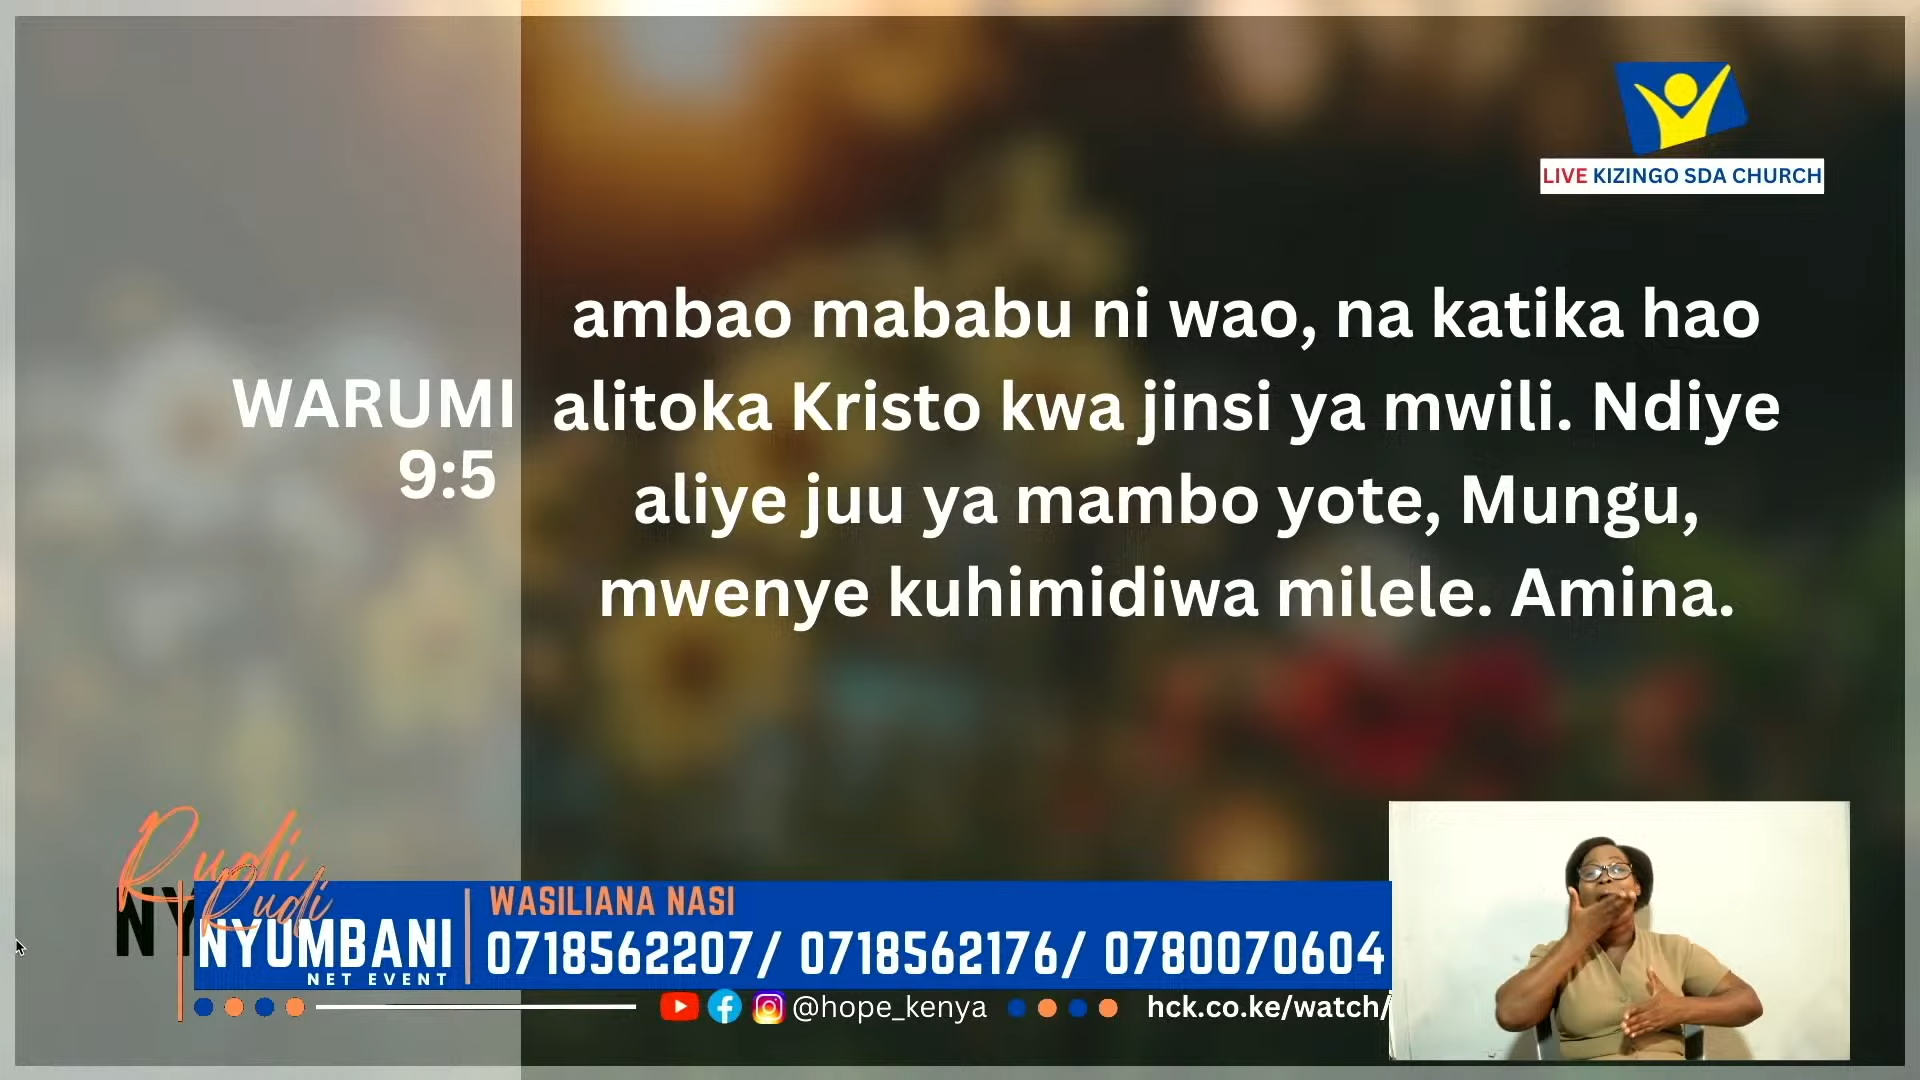 LIVE KIZINGO SDA CHURCH
WARUMI
9:5
ambao mababu ni wao, na katika hao
alitoka Kristo kwa jinsi ya mwili. Ndiye
aliye juu ya mambo yote, Mungu,
mwenye kuhimidiwa milele. Amina.
Rudi
NY
Rudi
NYUMBANI
NET EVENT
WASILIANA NASI
0718562207/ 0718562176/ 0780070604
@hope_kenya
hck.co.ke/watch/